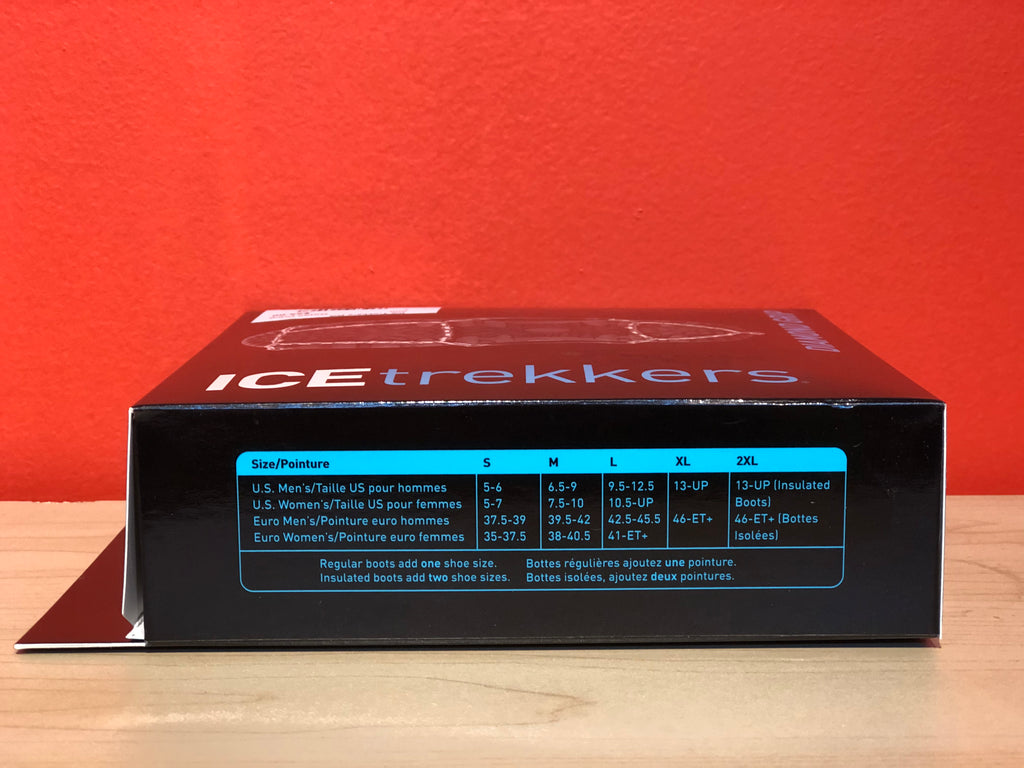 ICEtrekkers
Size/Pointure S M L XL 2XL
U.S. Men's/Taille US pour hommes 5-6 6.5-9 9.5-12.5 13-UP 13-UP (Insulated
U.S. Women's/Taille US pour femmes 5-7 7.5-10 10.5-UP Boots)
Euro Men's/Pointure euro hommes 37.5-39 39.5-42 42.5-45.5 46-ET+ 46-ET+ (Bottes
Euro Women's/Pointure euro femmes 35-37.5 38-40.5 41-ET+ Isolées)
Regular boots add one shoe size. Bottes régulières ajoutez une pointure.
Insulated boots add two shoe sizes. Bottes isolées, ajoutez deux pointures.